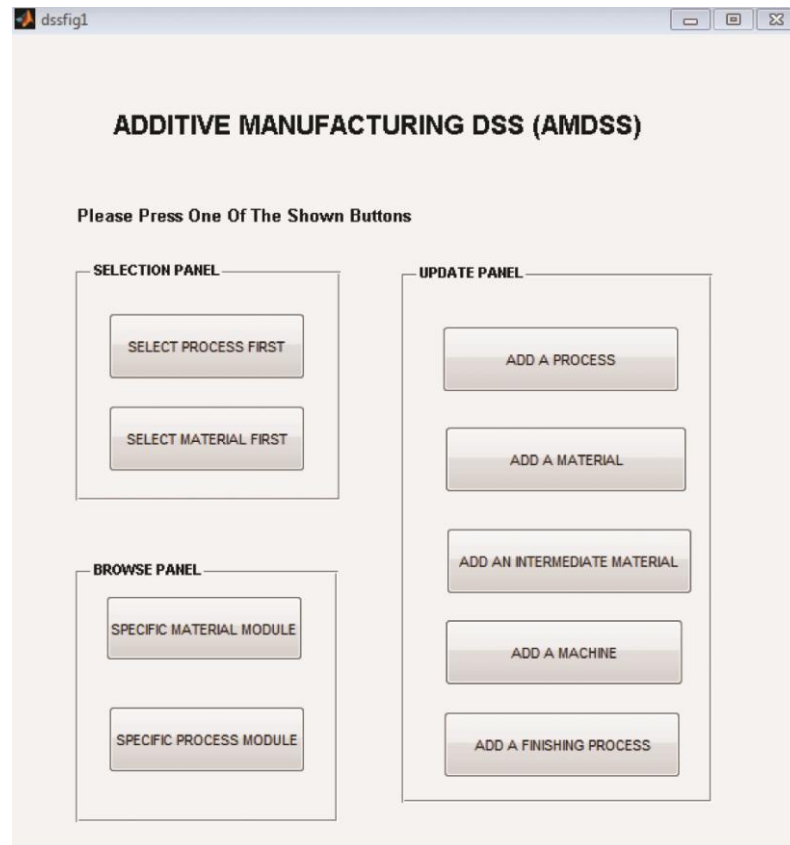 dssfig1
ADDITIVE MANUFACTURING DSS (AMDSS)
Please Press One Of The Shown Buttons
SELECTION PANEL
SELECT PROCESS FIRST
SELECT MATERIAL FIRST
BROWSE PANEL
SPECIFIC MATERIAL MODULE
SPECIFIC PROCESS MODULE
UPDATE PANEL
ADD A PROCESS
ADD A MATERIAL
ADD AN INTERMEDIATE MATERIAL
ADD A MACHINE
ADD A FINISHING PROCESS